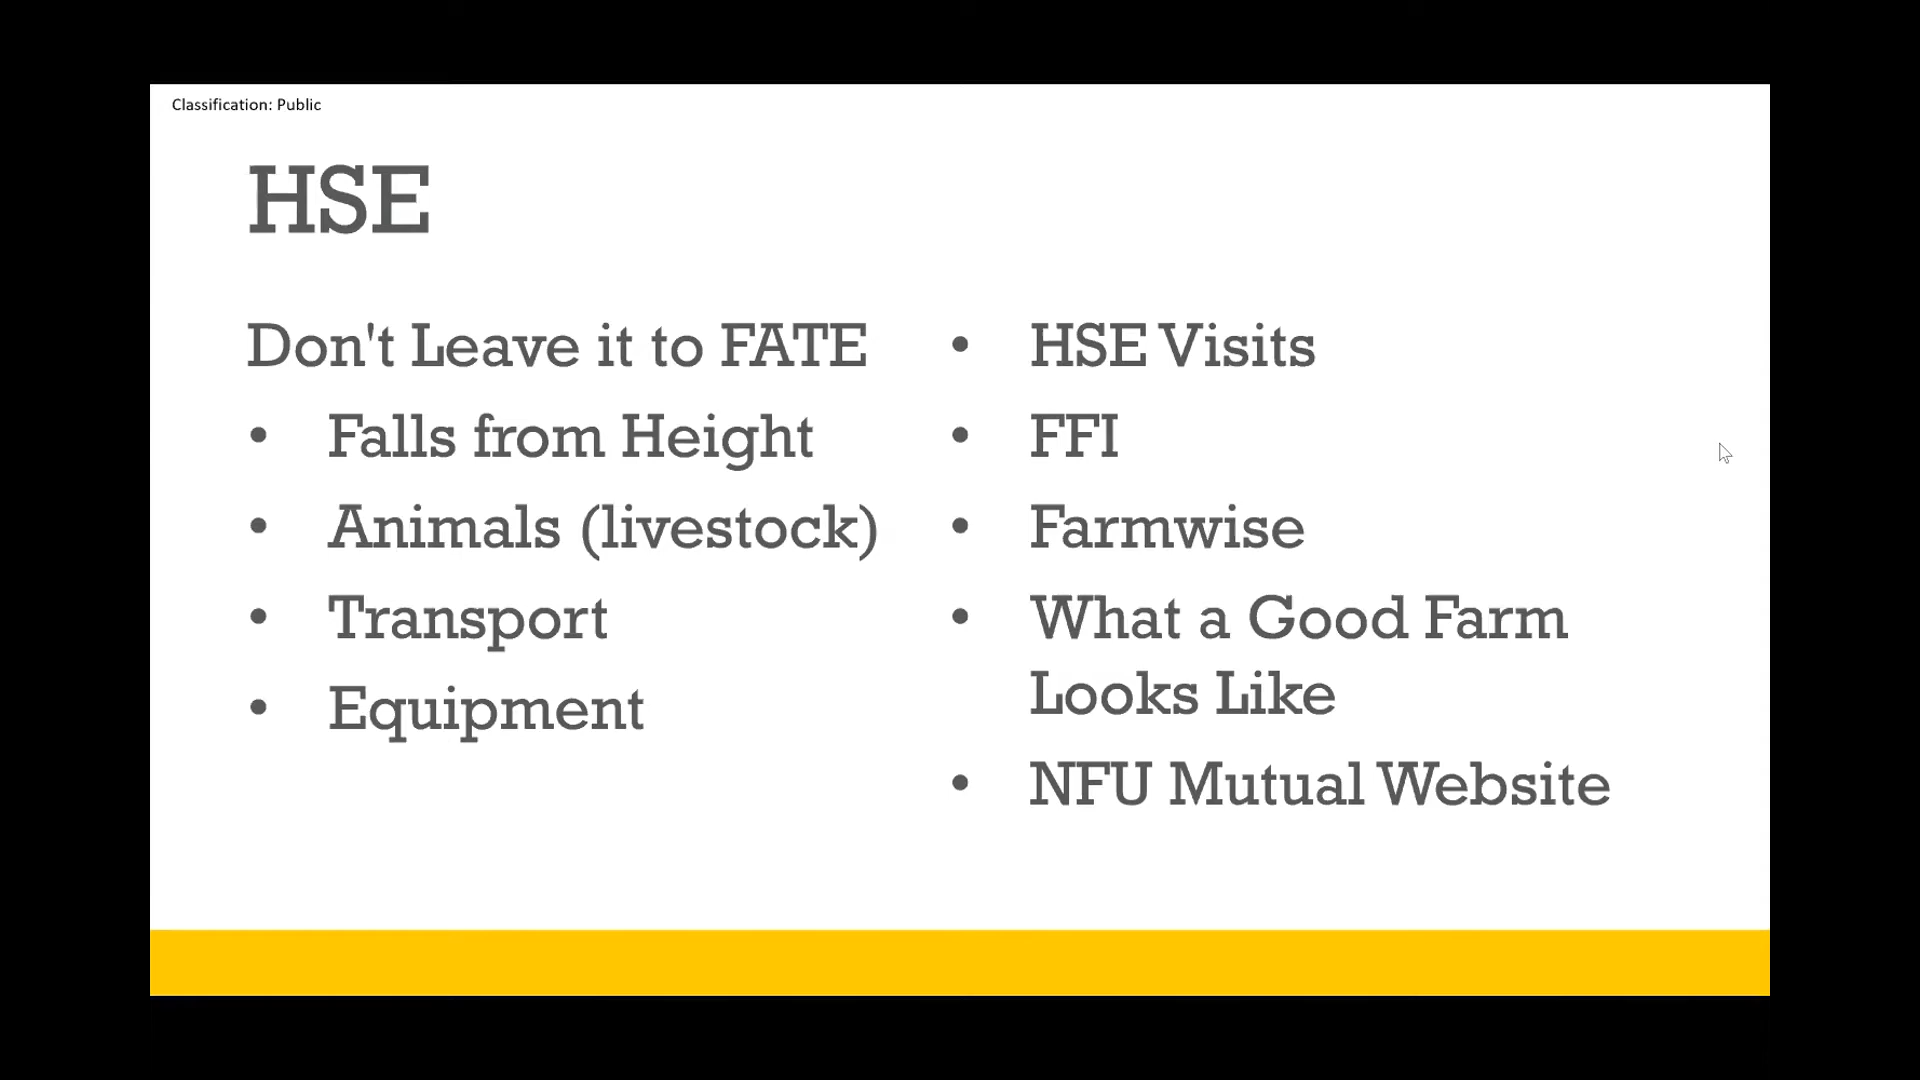 Classification: Public
HSE
Don't Leave it to FATE
• Falls from Height
• Animals (livestock)
• Transport
• Equipment
• HSE Visits
• FFI
• Farmwise
• What a Good Farm
Looks Like
• NFU Mutual Website